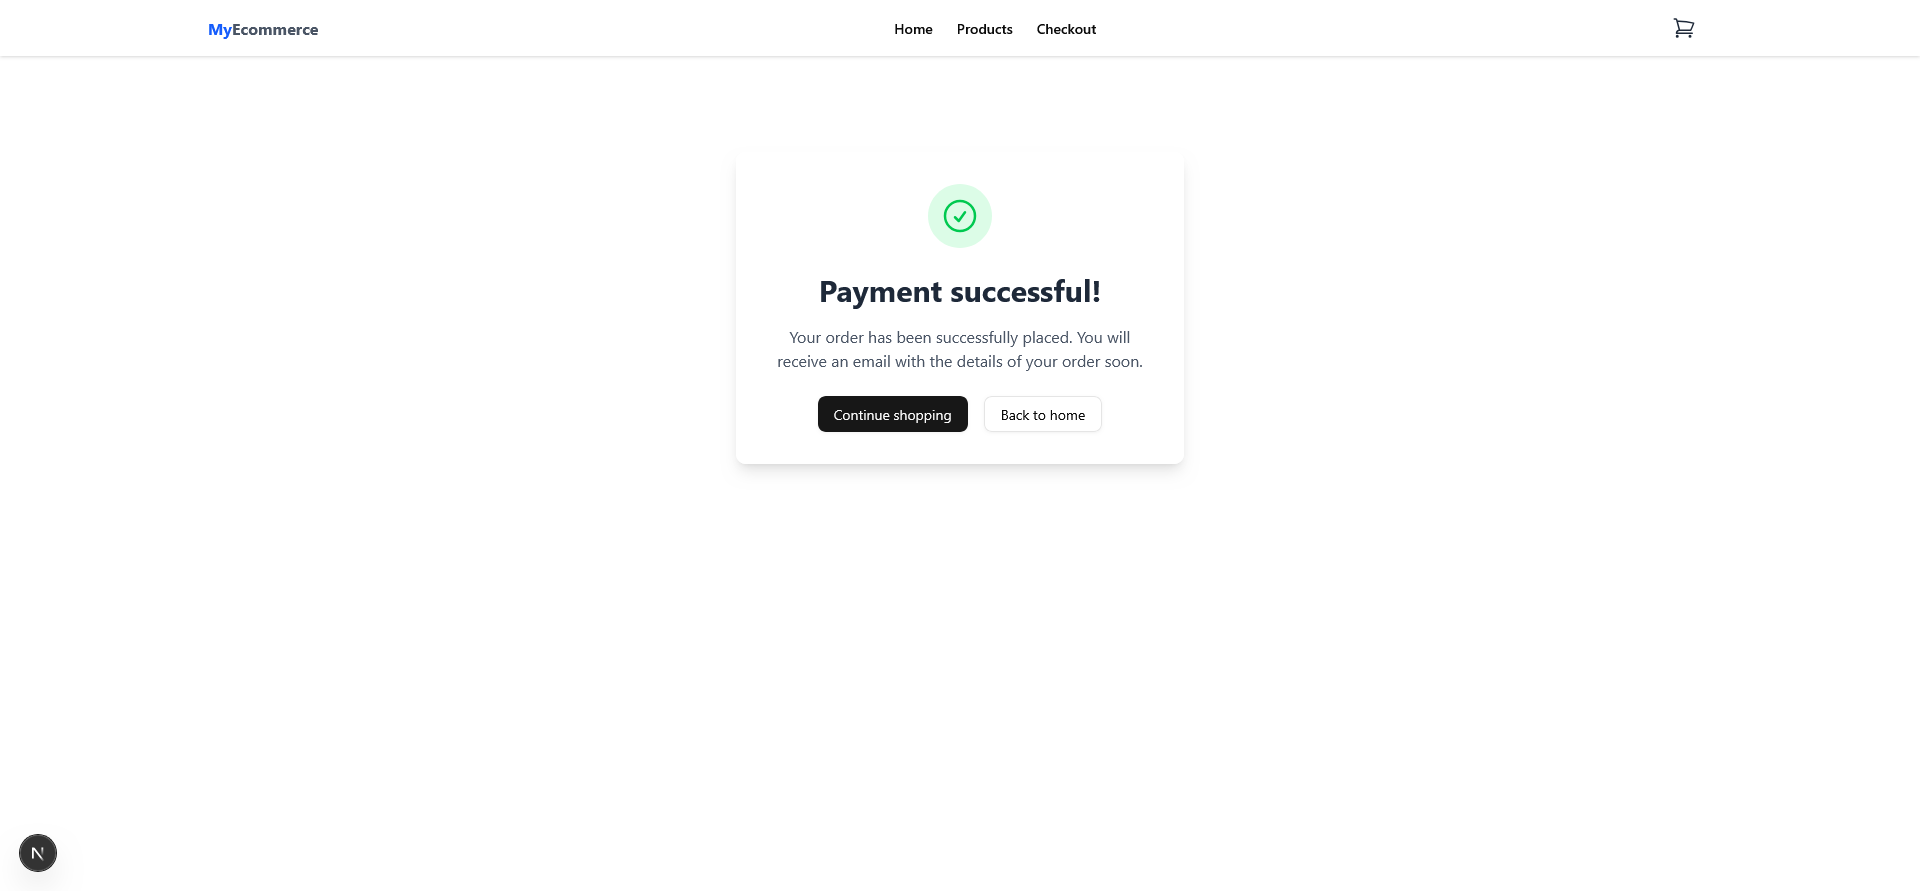 MyEcommerce
Home Products Checkout
Payment successful!
Your order has been successfully placed. You will
receive an email with the details of your order soon.
Continue shopping Back to home
N